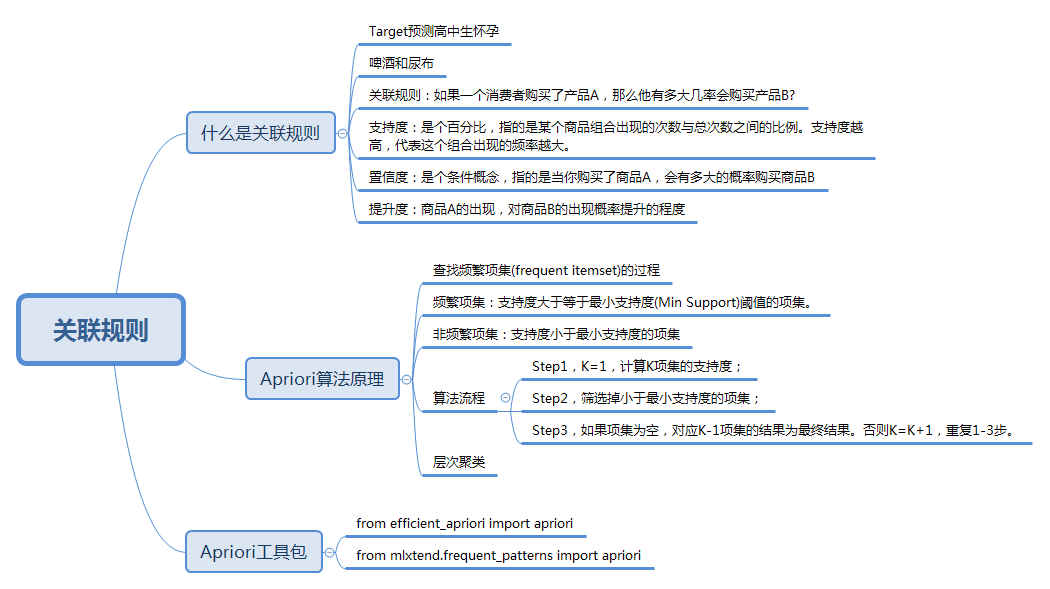 关联规则
什么是关联规则
Target预测高中生怀孕
啤酒和尿布
关联规则：如果一个消费者购买了产品A，那么他有多大几率会购买产品B?
支持度：是个百分比，指的是某个商品组合出现的次数与总次数之间的比例。支持度越
高，代表这个组合出现的频率越大。
置信度：是个条件概念，指的是当你购买了商品A，会有多大的概率购买商品B
提升度：商品A的出现，对商品B的出现概率提升的程度
Apriori算法原理
查找频繁项集(frequent itemset)的过程
频繁项集：支持度大于等于最小支持度(Min Support)阈值的项集。
非频繁项集：支持度小于最小支持度的项集
算法流程
Step1，K=1，计算K项集的支持度；
Step2，筛选掉小于最小支持度的项集；
Step3，如果项集为空，对应K-1项集的结果为最终结果。否则K=K+1，重复1-3步。
层次聚类
Apriori工具包
from efficient_apriori import apriori
from mlxtend.frequent_patterns import apriori